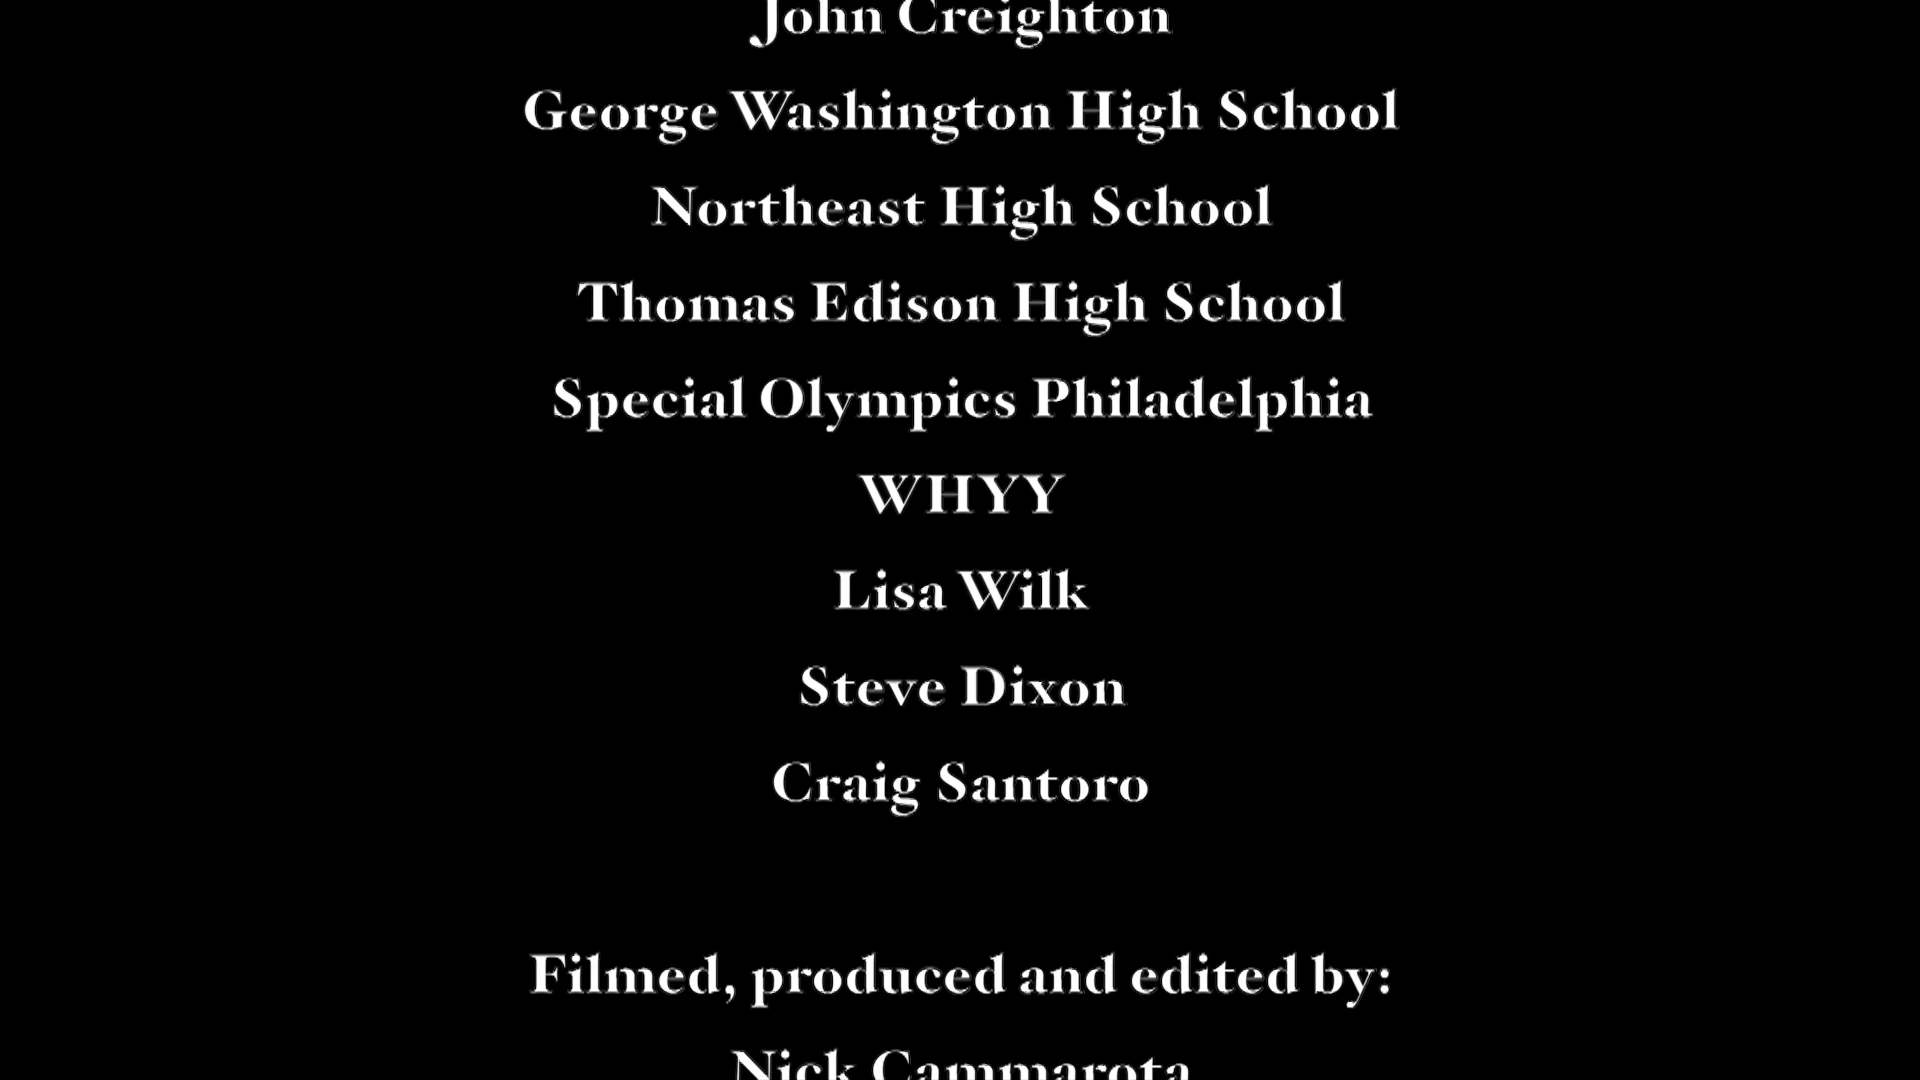 John Creighton
George Washington High School
Northeast High School
Thomas Edison High School
Special Olympics Philadelphia
WHYY
Lisa Wilk
Steve Dixon
Craig Santoro
Filmed, produced and edited by:
Nick Cammarota